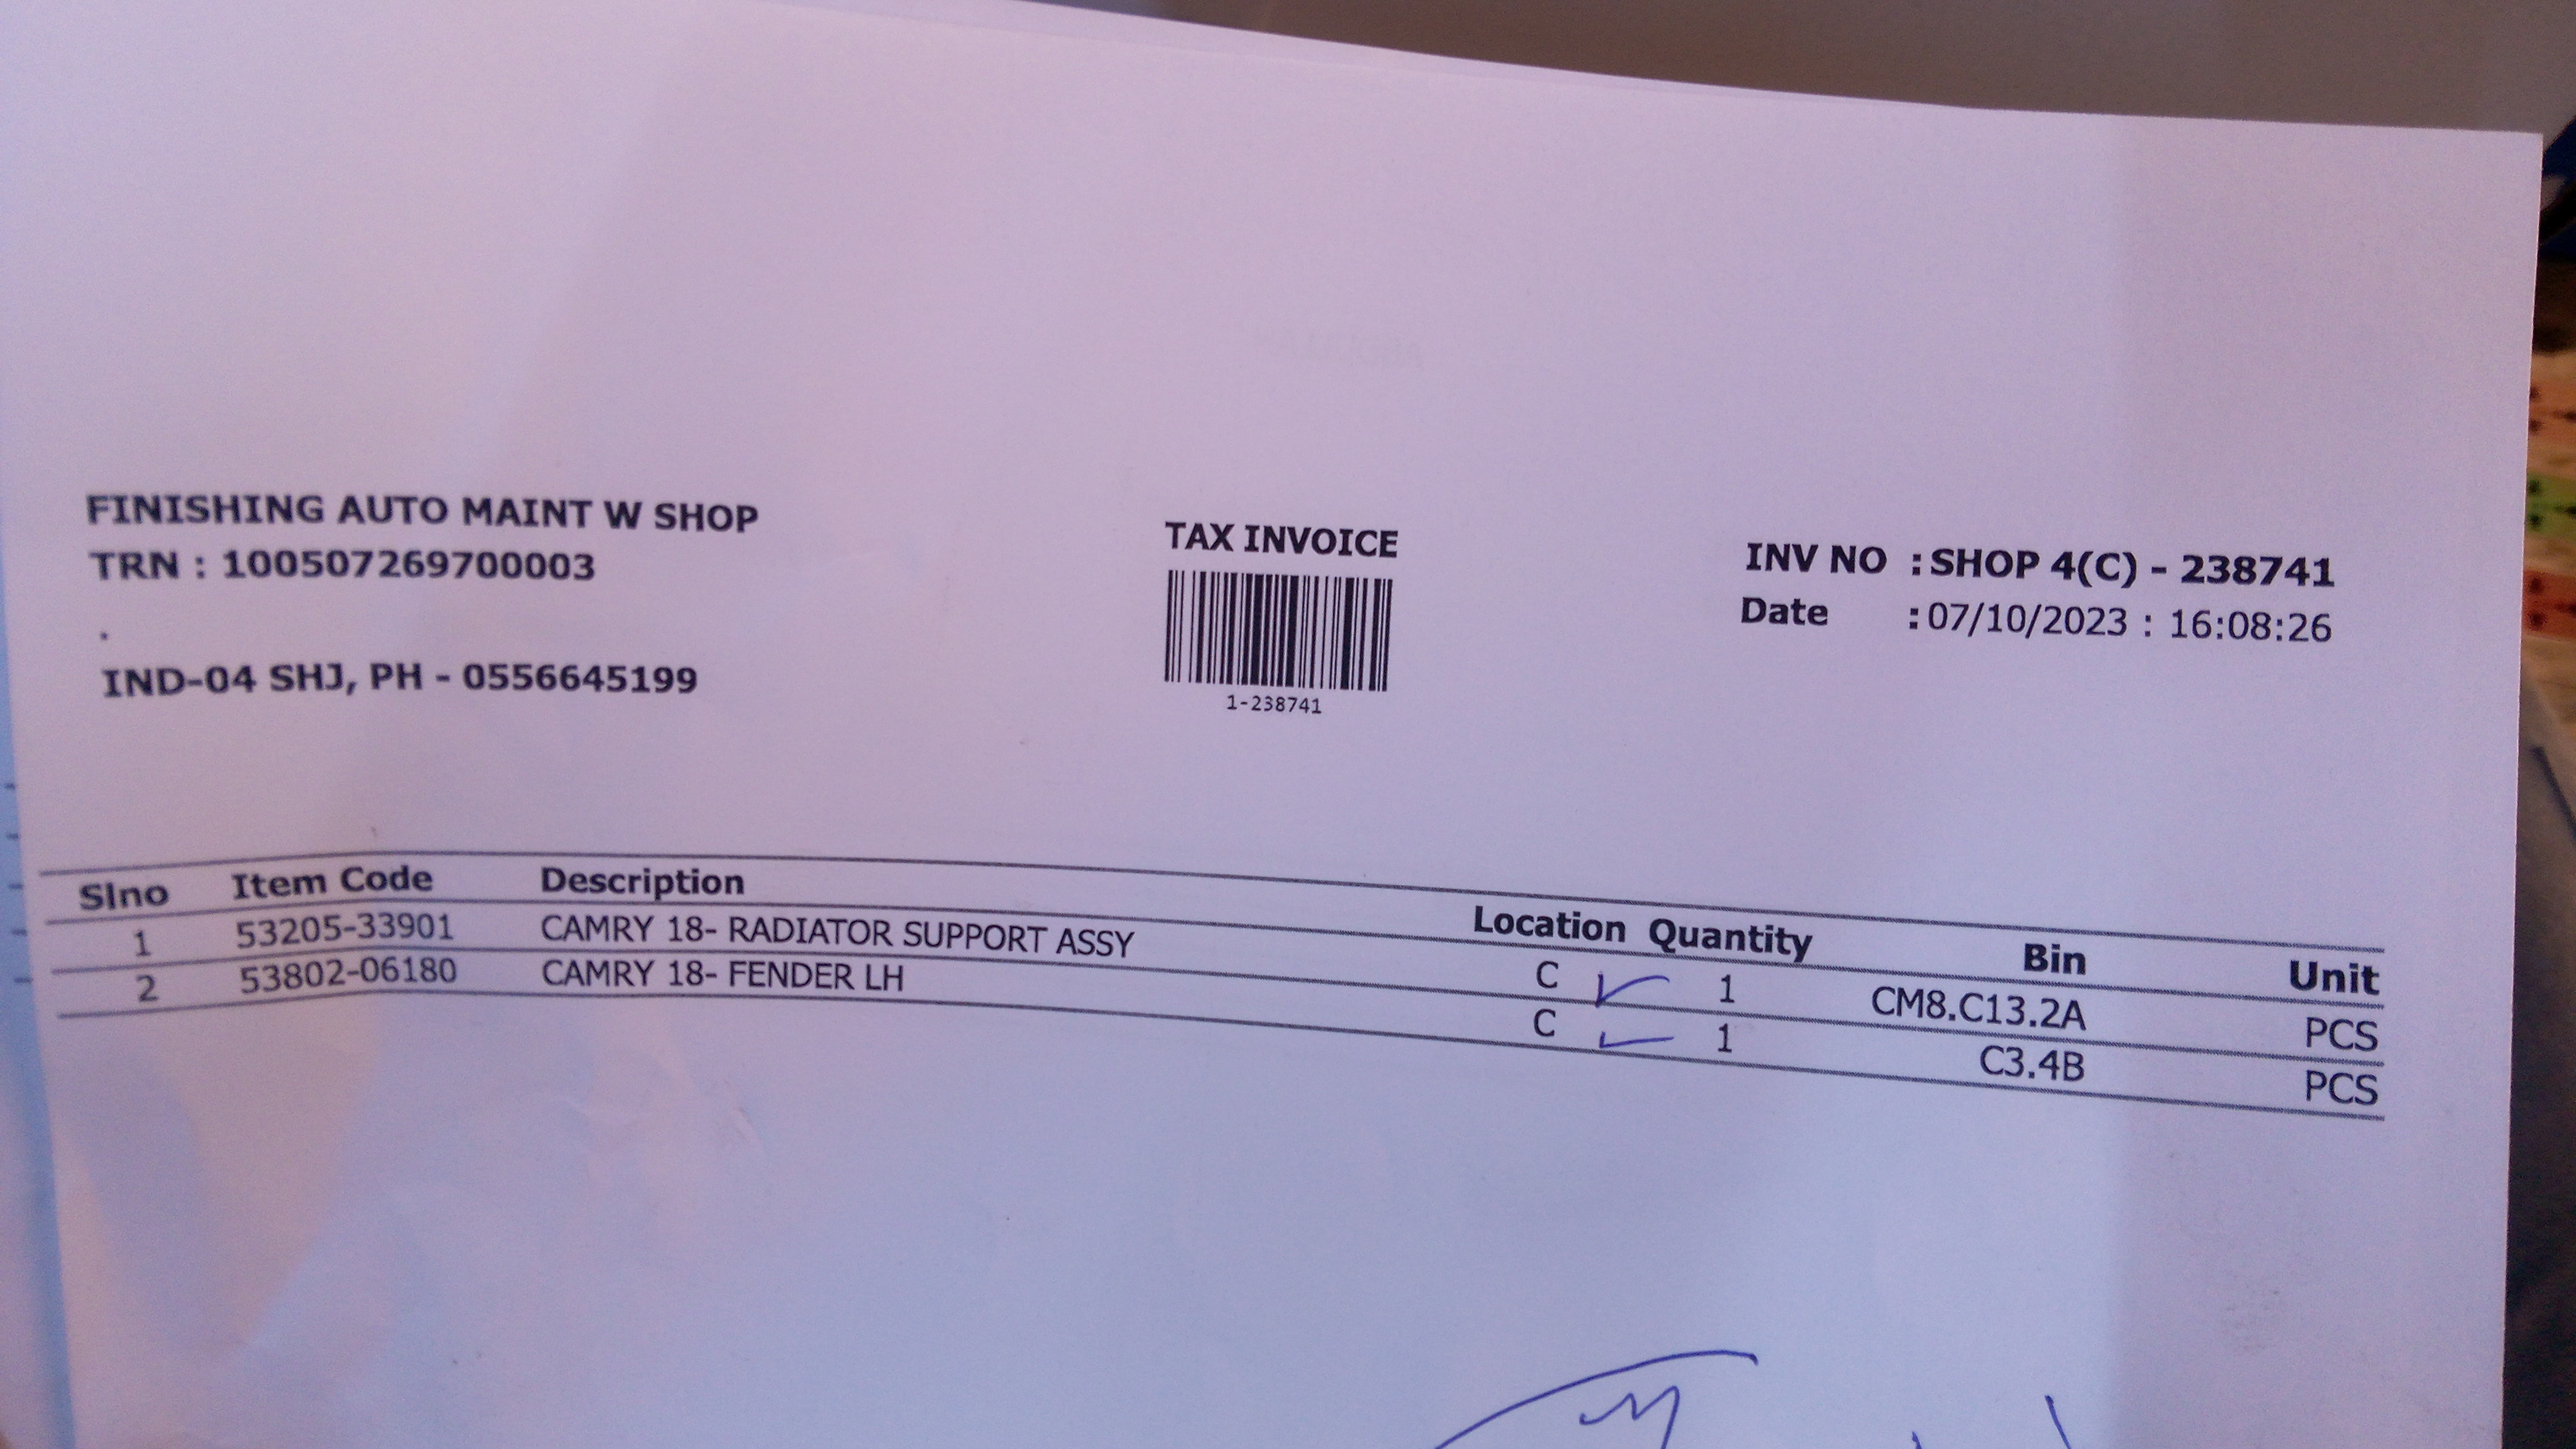 FINISHING AUTO MAINT W SHOP
TRN : 100507269700003
.
IND-04 SHJ, PH - 0556645199
TAX INVOICE
1-238741
INV NO : SHOP 4(C) - 238741
Date : 07/10/2023 : 16:08:26
Slno Item Code Description Location Quantity Bin Unit
1 53205-33901 CAMRY 18- RADIATOR SUPPORT ASSY C 1 CM8.C13.2A PCS
2 53802-06180 CAMRY 18- FENDER LH C 1 C3.4B PCS